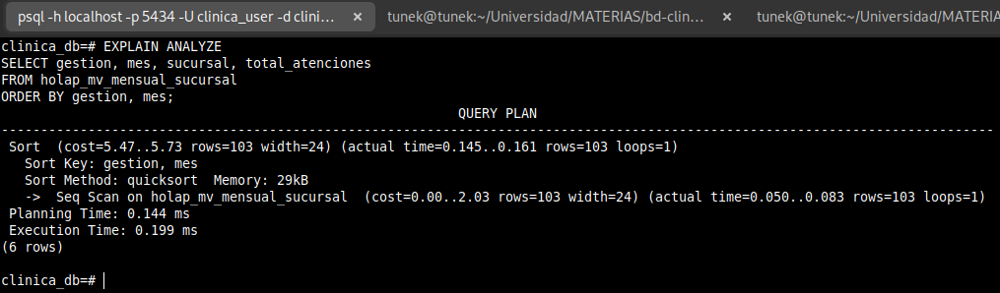 psql -h localhost -p 5434 -U clinica_user -d clini... ×
tunek@tunek:~/Universidad/MATERIAS/bd-clin... ×
tunek@tunek:~/Universidad/MATERIA
clinica_db=# EXPLAIN ANALYZE
SELECT gestion, mes, sucursal, total_atenciones
FROM holap_mv_mensual_sucursal
ORDER BY gestion, mes;
QUERY PLAN
-----------------------------------------------------------------------------------------------------------------------------
Sort  (cost=5.47..5.73 rows=103 width=24) (actual time=0.145..0.161 rows=103 loops=1)
Sort Key: gestion, mes
Sort Method: quicksort  Memory: 29kB
->  Seq Scan on holap_mv_mensual_sucursal  (cost=0.00..2.03 rows=103 width=24) (actual time=0.050..0.083 rows=103 loops=1)
Planning Time: 0.144 ms
Execution Time: 0.199 ms
(6 rows)
clinica_db=#